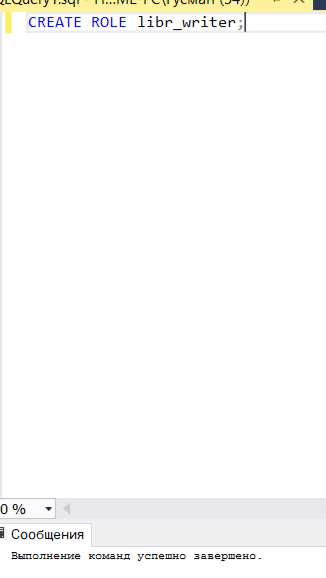 CREATE ROLE libr_writer;
0 %
Сообщения
Выполнение команд успешно завершено.